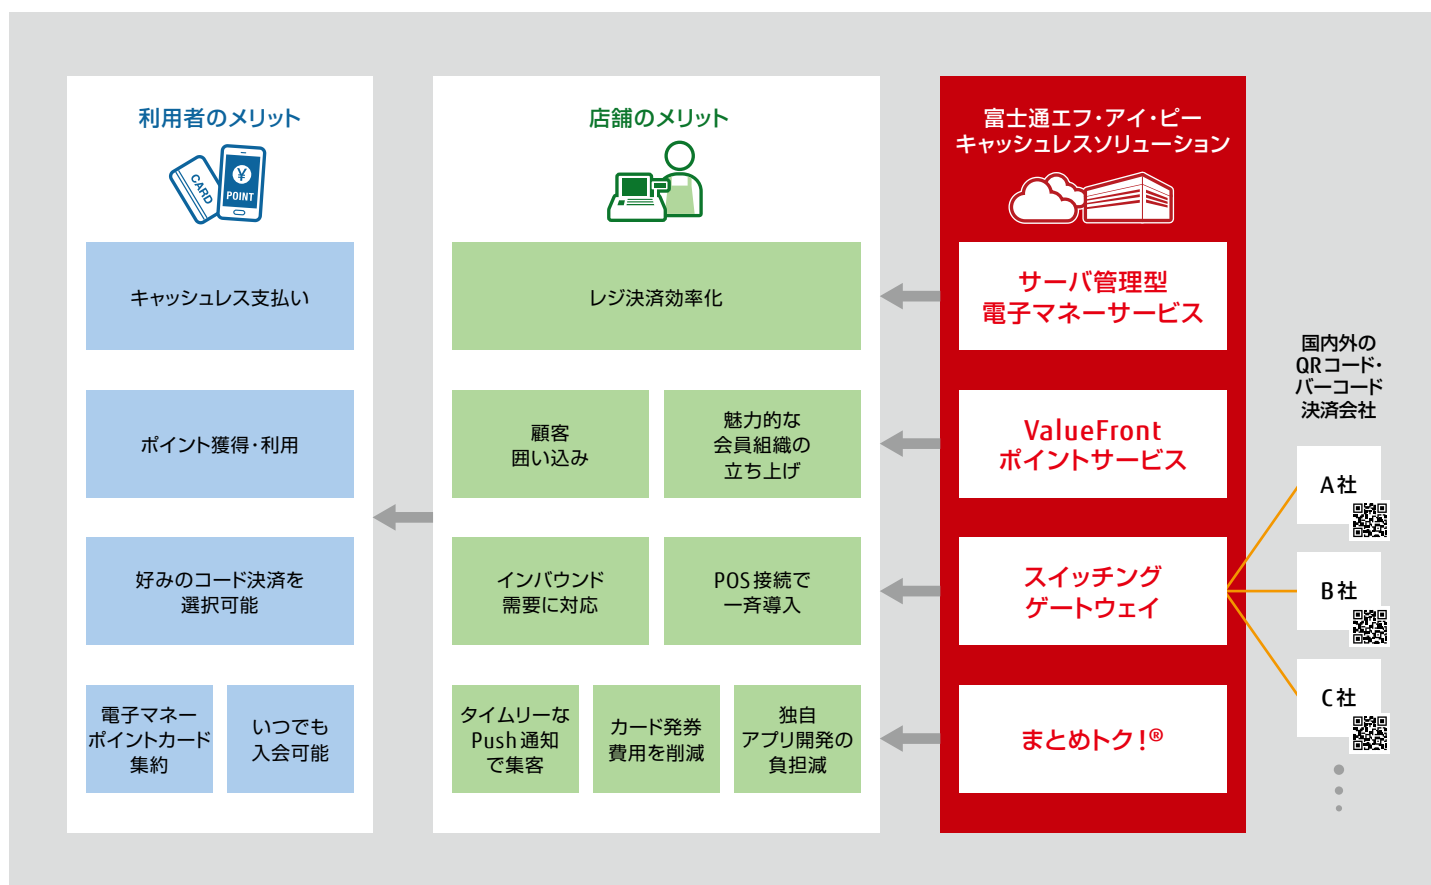 利用者のメリット
CARD
¥
POINT
キャッシュレス支払い
ポイント獲得・利用
好みのコード決済を
選択可能
電子マネー
ポイントカード
集約
いつでも
入会可能
店舗のメリット
レジ決済効率化
顧客
囲い込み
魅力的な
会員組織の
立ち上げ
インバウンド
需要に対応
POS接続で
一斉導入
タイムリーな
Push通知
で集客
カード発券
費用を削減
独自
アプリ開発の
負担減
富士通エフ・アイ・ピー
キャッシュレスソリューション
サーバ管理型
電子マネーサービス
ValueFront
ポイントサービス
スイッチング
ゲートウェイ
まとめトク!®
国内外の
QRコード・
バーコード
決済会社
A社
B社
C社